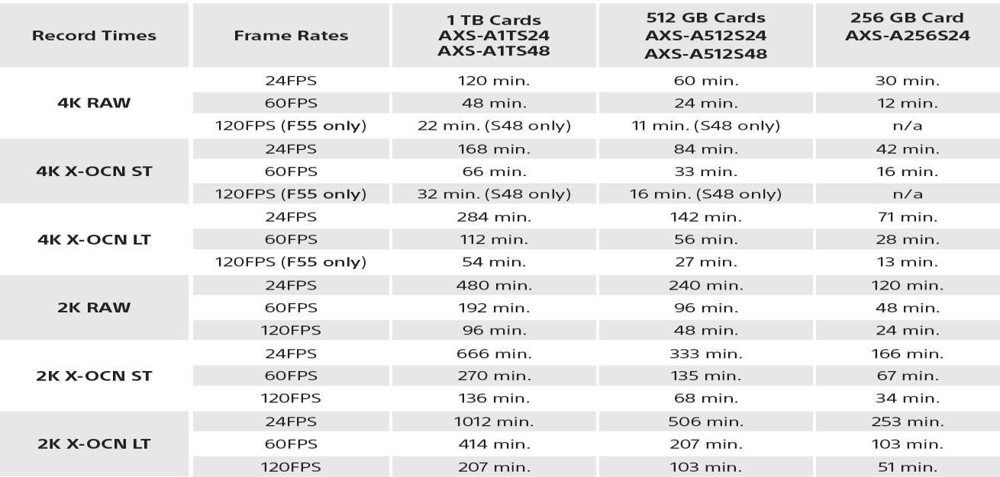 Record Times Frame Rates 1 TB Cards AXS-A1TS24 AXS-A1TS48 512 GB Cards AXS-A512S24 AXS-A512S48 256 GB Card AXS-A256S24
4K RAW
24FPS 120 min. 60 min. 30 min.
60FPS 48 min. 24 min. 12 min.
120FPS (F55 only) 22 min. (S48 only) 11 min. (S48 only) n/a
4K X-OCN ST
24FPS 168 min. 84 min. 42 min.
60FPS 66 min. 33 min. 16 min.
120FPS (F55 only) 32 min. (S48 only) 16 min. (S48 only) n/a
4K X-OCN LT
24FPS 284 min. 142 min. 71 min.
60FPS 112 min. 56 min. 28 min.
120FPS (F55 only) 54 min. 27 min. 13 min.
2K RAW
24FPS 480 min. 240 min. 120 min.
60FPS 192 min. 96 min. 48 min.
120FPS 96 min. 48 min. 24 min.
2K X-OCN ST
24FPS 666 min. 333 min. 166 min.
60FPS 270 min. 135 min. 67 min.
120FPS 136 min. 68 min. 34 min.
2K X-OCN LT
24FPS 1012 min. 506 min. 253 min.
60FPS 414 min. 207 min. 103 min.
120FPS 207 min. 103 min. 51 min.